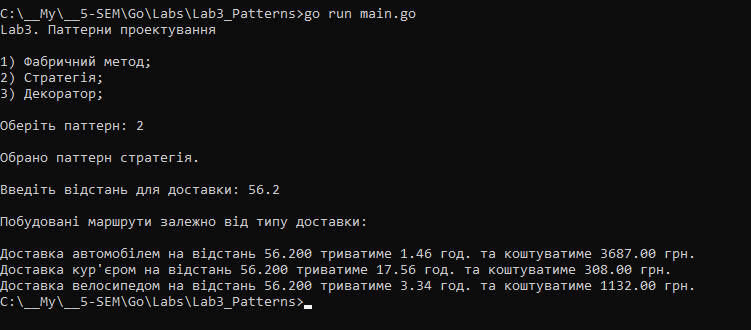 C:\__My\__5-SEM\Go\Labs\Lab3_Patterns>go run main.go
Lab3. Паттерни проектування
1) Фабричний метод;
2) Стратегія;
3) Декоратор;
Оберіть паттерн: 2
Обрано паттерн стратегія.
Введіть відстань для доставки: 56.2
Побудовані маршрути залежно від типу доставки:
Доставка автомобілем на відстань 56.200 триватиме 1.46 год. та коштуватиме 3687.00 грн.
Доставка кур'єром на відстань 56.200 триватиме 17.56 год. та коштуватиме 308.00 грн.
Доставка велосипедом на відстань 56.200 триватиме 3.34 год. та коштуватиме 1132.00 грн.
C:\__My\__5-SEM\Go\Labs\Lab3_Patterns>